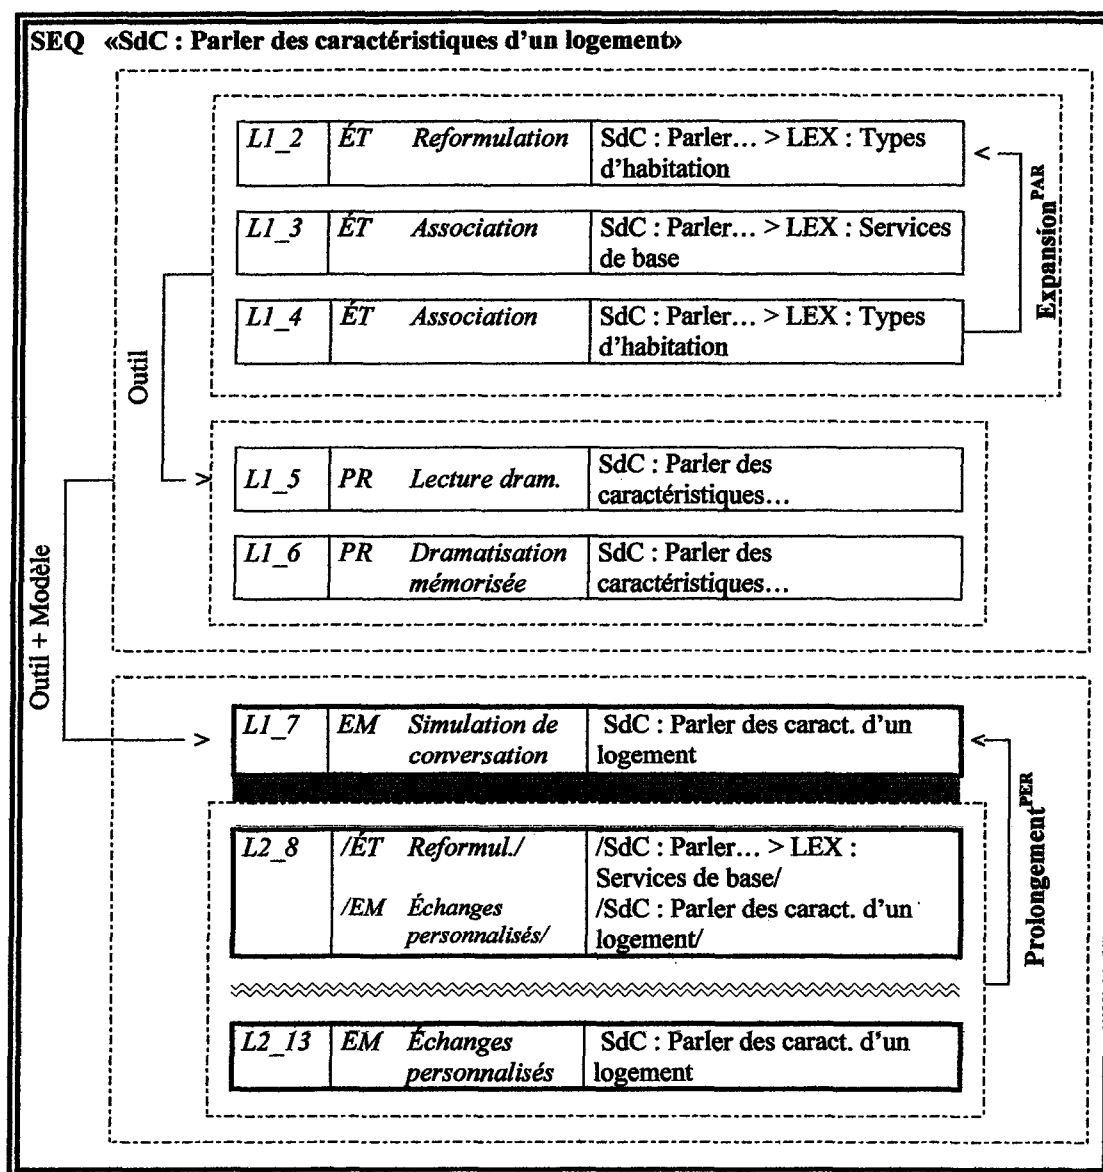 SEQ «SdC : Parler des caractéristiques d'un logement»
L1_2 ÉT Reformulation SdC : Parler... > LEX : Types
d'habitation
L1_3 ÉT Association SdC : Parler... > LEX : Services
de base
L1_4 ÉT Association SdC : Parler... > LEX : Types
d'habitation
Expansion PAR
Outil
L1_5 PR Lecture dram. SdC : Parler des
caractéristiques...
L1_6 PR Dramatisation SdC : Parler des
mémorisée caractéristiques...
Outil + Modèle
L1_7 EM Simulation de SdC : Parler des caract. d'un
conversation logement
L2_8 /ÉT Reformul./ /SdC : Parler... > LEX :
Services de base/
/EM Échanges /SdC : Parler des caract. d'un
personnalisés/ logement/
Prolongement PER
L2_13 EM Échanges SdC : Parler des caract. d'un
personnalisés logement